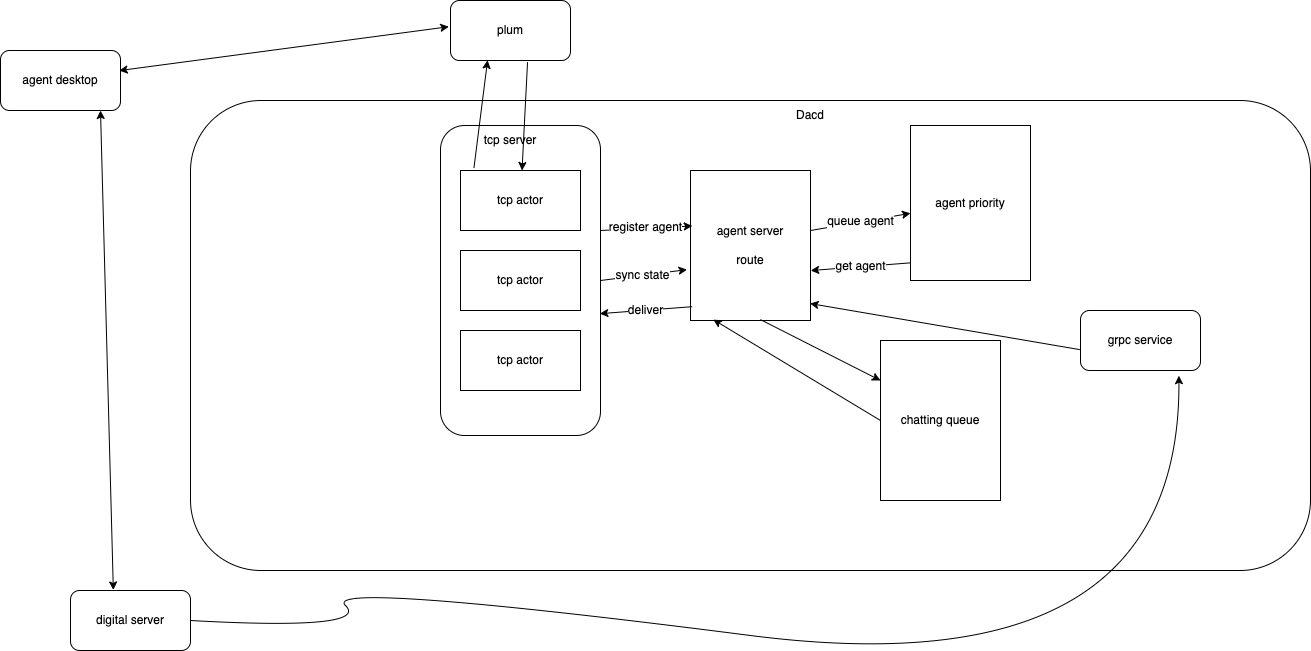 plum
agent desktop
Dacd
tcp server
tcp actor
tcp actor
tcp actor
register agent
sync state
deliver
agent server
route
queue agent
get agent
agent priority
grpc service
chatting queue
digital server